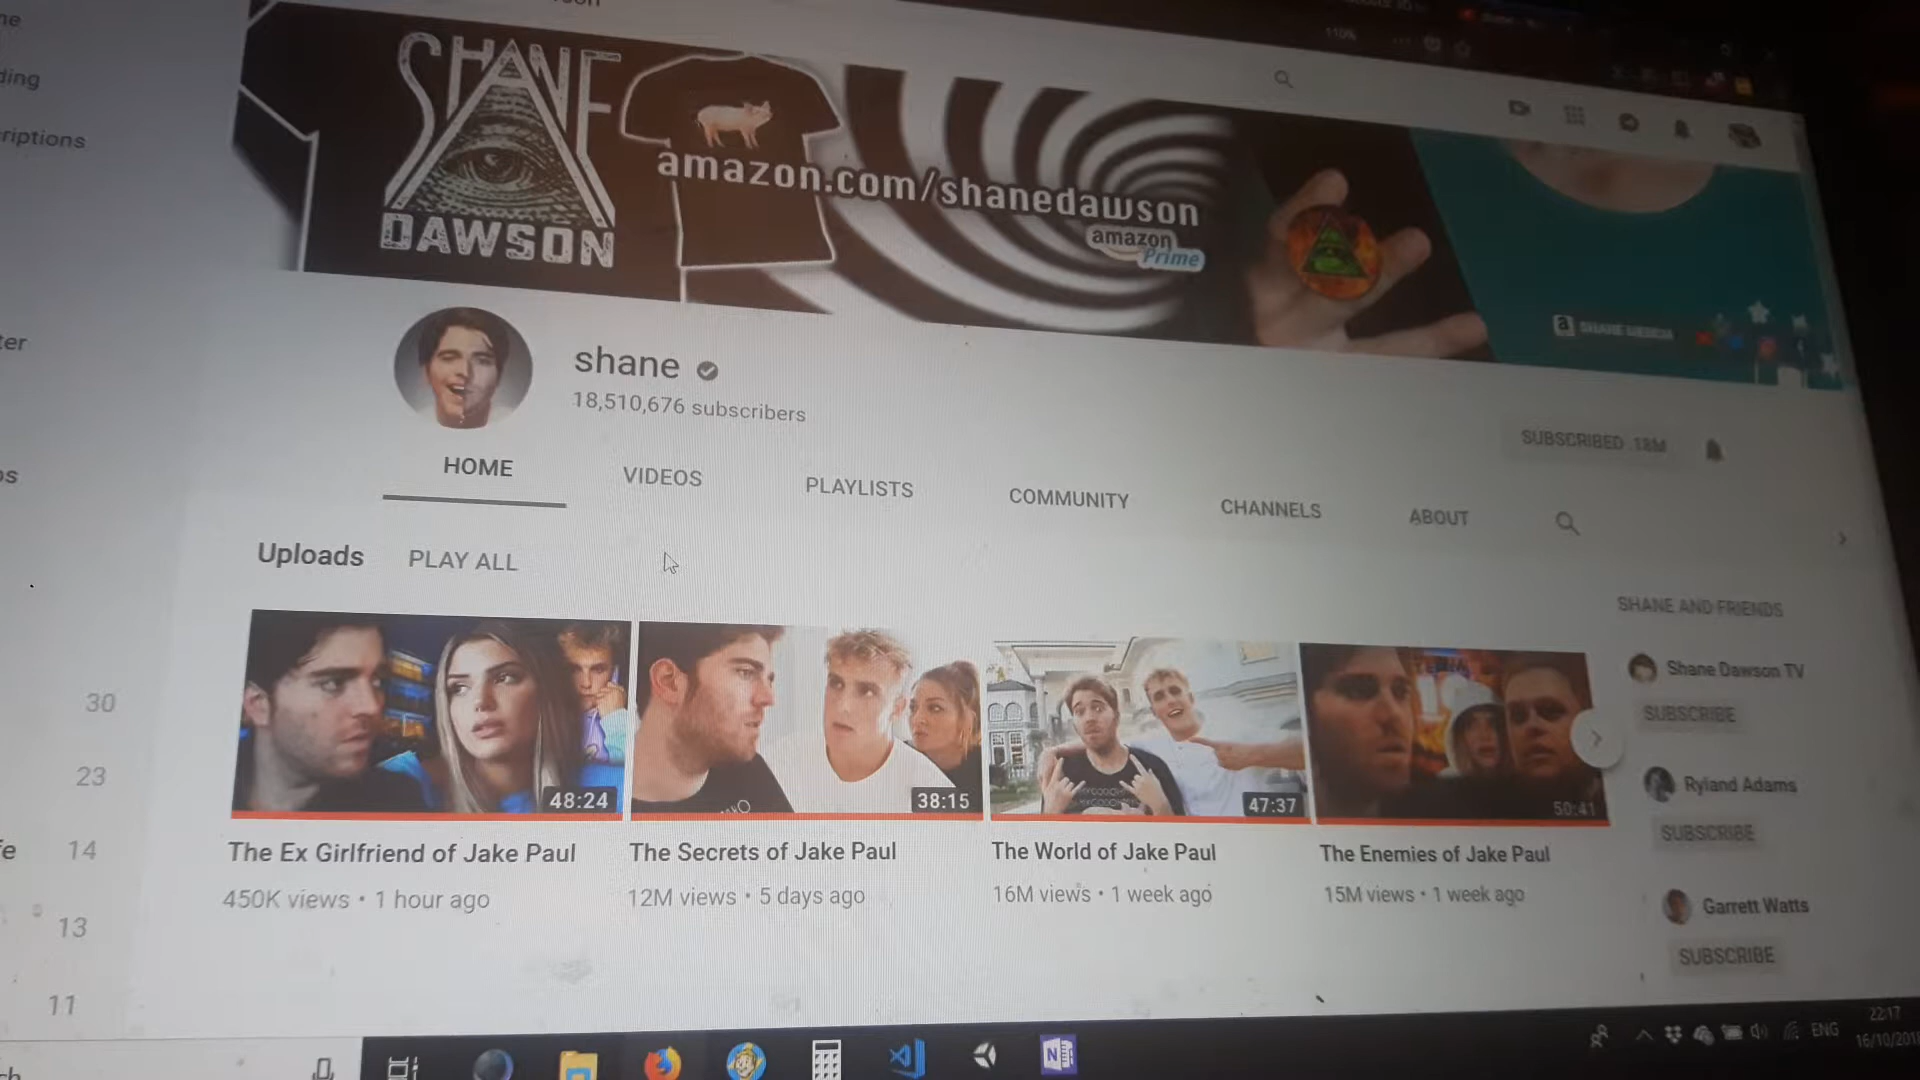 110%
ding
riptions
SHANE
DAWSON
amazon.com/shanedawson
amazon
Prime
shane
18,510,676 subscribers
SUBSCRIBED 18M
HOME
VIDEOS
PLAYLISTS
COMMUNITY
CHANNELS
ABOUT
Uploads
PLAY ALL
48:24
38:15
47:37
50:41
The Ex Girlfriend of Jake Paul
450K views • 1 hour ago
The Secrets of Jake Paul
12M views • 5 days ago
The World of Jake Paul
16M views • 1 week ago
The Enemies of Jake Paul
15M views • 1 week ago
SHANE AND FRIENDS
Shane Dawson TV
SUBSCRIBE
Ryland Adams
SUBSCRIBE
Garrett Watts
SUBSCRIBE
30
23
14
13
11
ENG
22:17